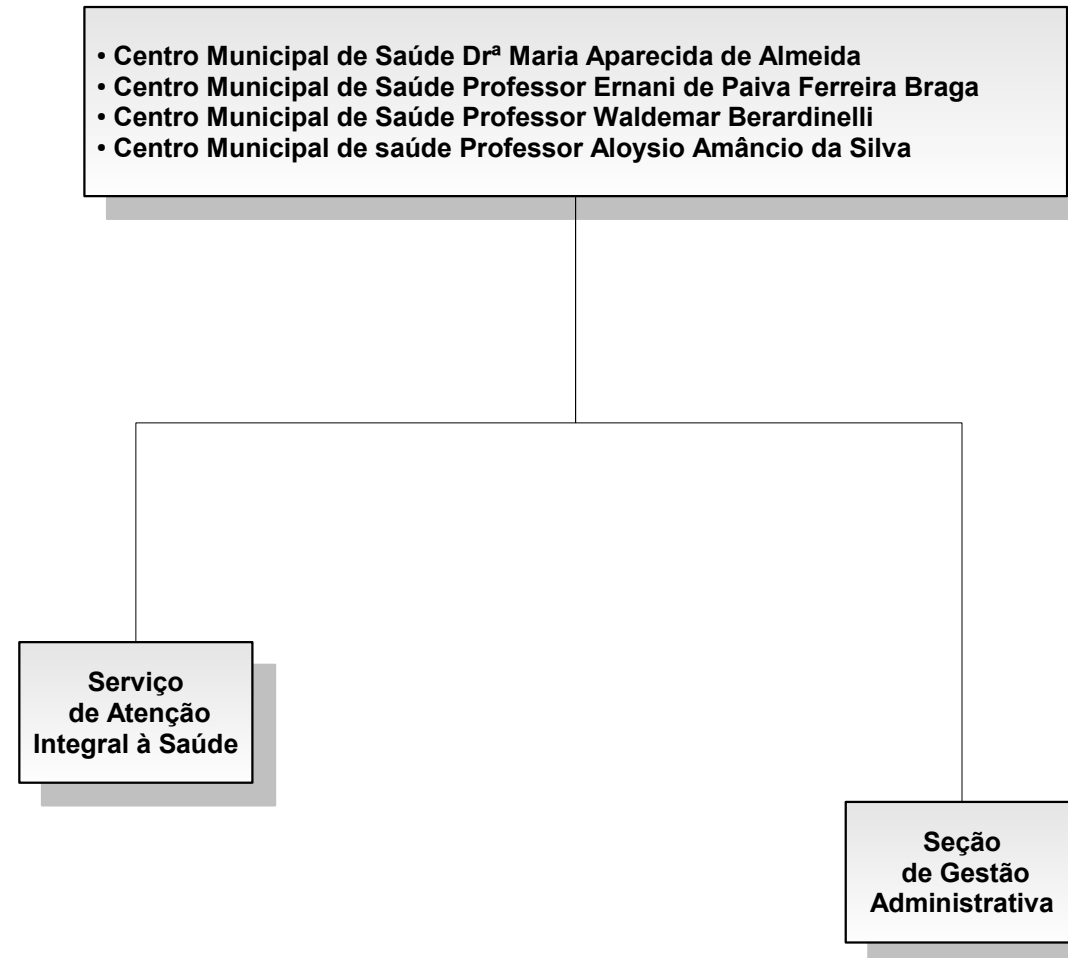 • Centro Municipal de Saúde Drª Maria Aparecida de Almeida
• Centro Municipal de Saúde Professor Ernani de Paiva Ferreira Braga
• Centro Municipal de Saúde Professor Waldemar Berardinelli
• Centro Municipal de saúde Professor Aloysio Amâncio da Silva
Serviço
de Atenção
Integral à Saúde
Seção
de Gestão
Administrativa